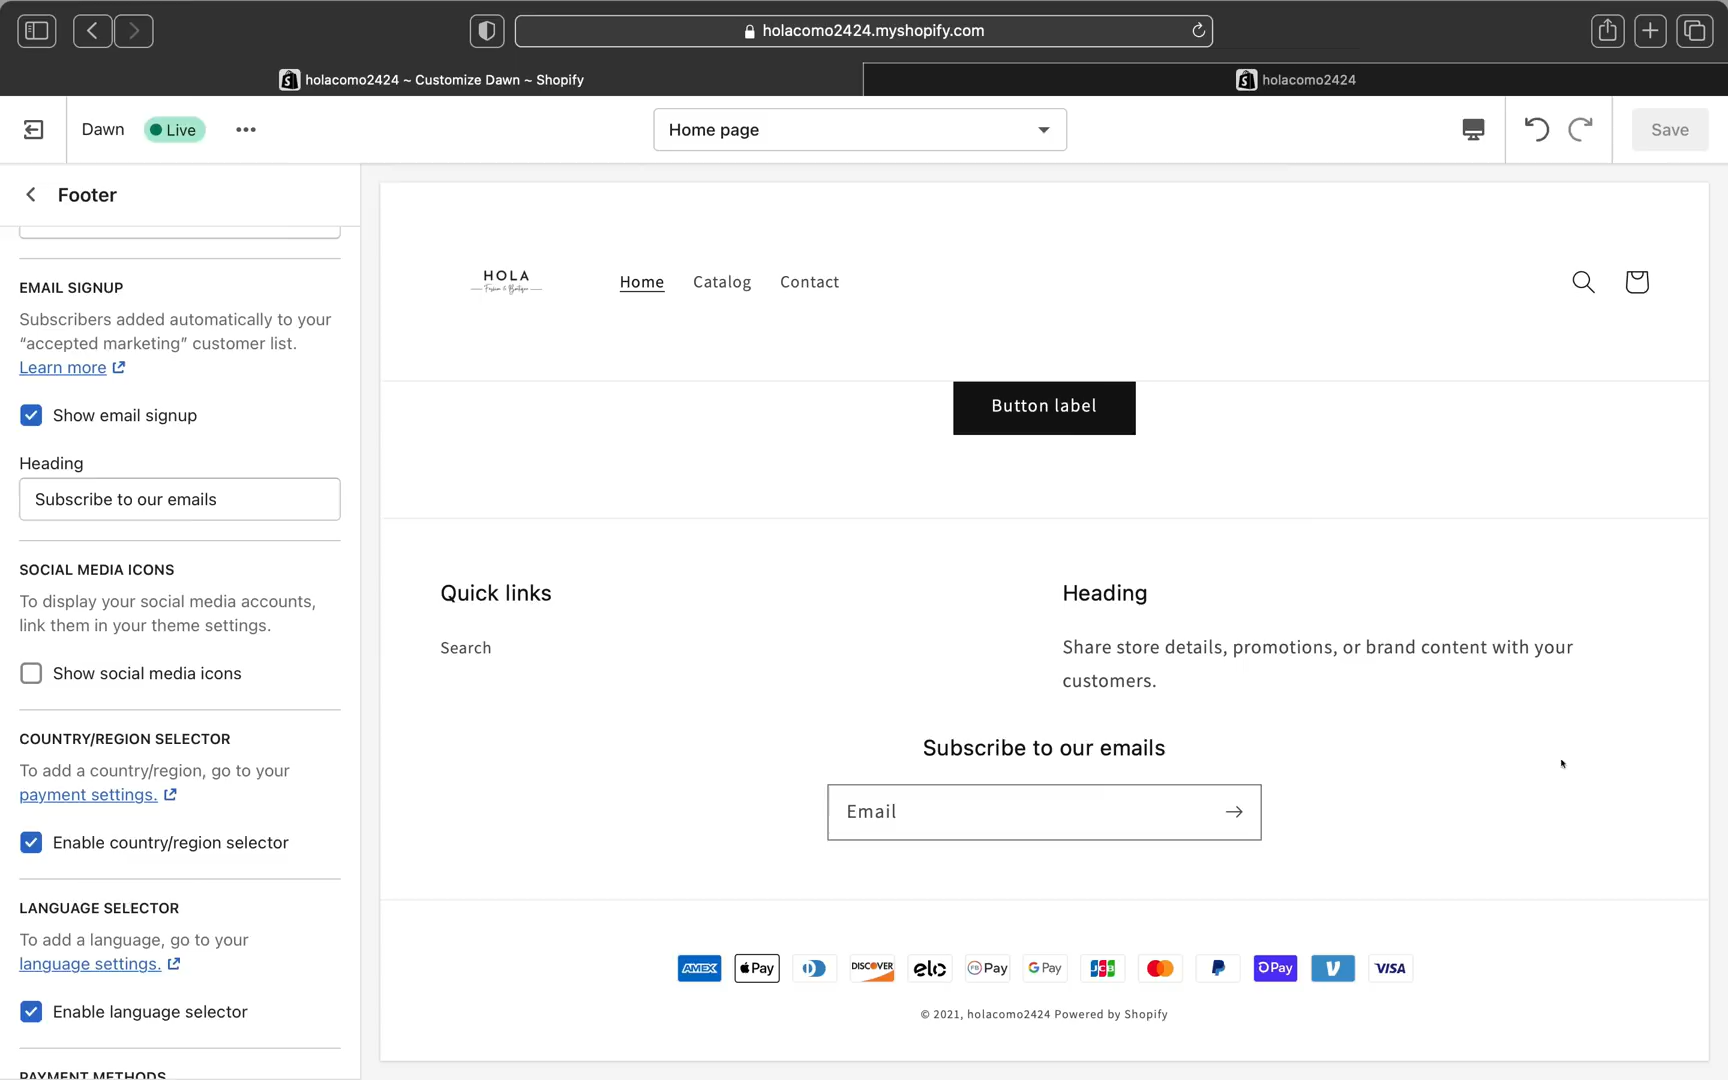 holacomo2424.myshopify.com
holacomo2424 ~ Customize Dawn ~ Shopify
holacomo2424
Dawn
Live
Home page
Save
Footer
EMAIL SIGNUP
Subscribers added automatically to your
“accepted marketing” customer list.
Learn more
Show email signup
Heading
Subscribe to our emails
SOCIAL MEDIA ICONS
To display your social media accounts,
link them in your theme settings.
Show social media icons
COUNTRY/REGION SELECTOR
To add a country/region, go to your
payment settings.
Enable country/region selector
LANGUAGE SELECTOR
To add a language, go to your
language settings.
Enable language selector
PAYMENT METHODS
HOLA
Fashion & Boutique
Home
Catalog
Contact
Button label
Quick links
Search
Heading
Share store details, promotions, or brand content with your
customers.
Subscribe to our emails
Email
AMEX
Pay
DISCOVER
elo
Pay
G Pay
JCB
Pay
VISA
© 2021, holacomo2424 Powered by Shopify